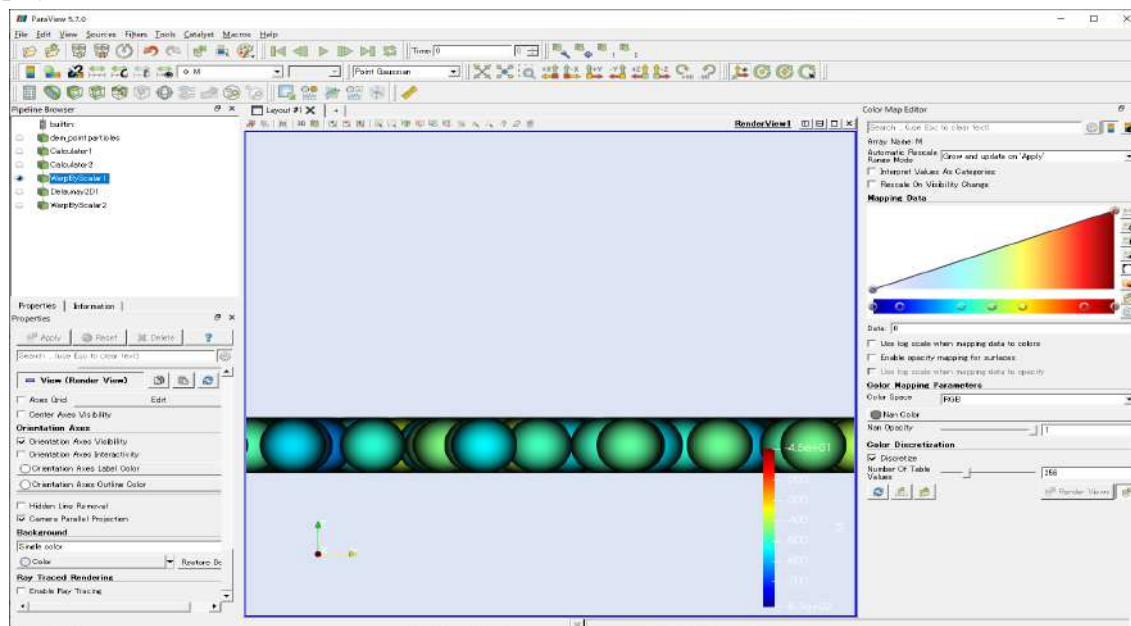 ParaView 5.7.0
File Edit View Sources Filters Tools Catalyst Macros Help
Time: 0
0
M
Point Gaussian
Pipeline Browser
builtin:
dem_pointparticles
Calculator1
Calculator2
WarpByScalar1
Delaunay2D1
WarpByScalar2
Properties
Information
Properties
Apply
Reset
Delete
?
Search ... (use Esc to clear text)
View (Render View)
Axes Grid
Edit
Center Axes Visibility
Orientation Axes
Orientation Axes Visibility
Orientation Axes Interactivity
Orientation Axes Label Color
Orientation Axes Outline Color
Hidden Line Removal
Camera Parallel Projection
Background
Single color
Color
Restore De
Ray Traced Rendering
Enable Ray Tracing
Layout #1
RenderView1
-4.5e+01
Color Map Editor
Search ... (use Esc to clear text)
Array Name: M
Automatic Rescale Range Mode
Grow and update on 'Apply'
Interpret Values As Categories
Rescale On Visibility Change
Mapping Data
Data: 0
Use log scale when mapping data to colors
Enable opacity mapping for surfaces
Use log scale when mapping data to opacity
Color Mapping Parameters
Color Space
RGB
Nan Color
Nan Opacity
1
Color Discretization
Discretize
Number Of Table Values
256
Render Views